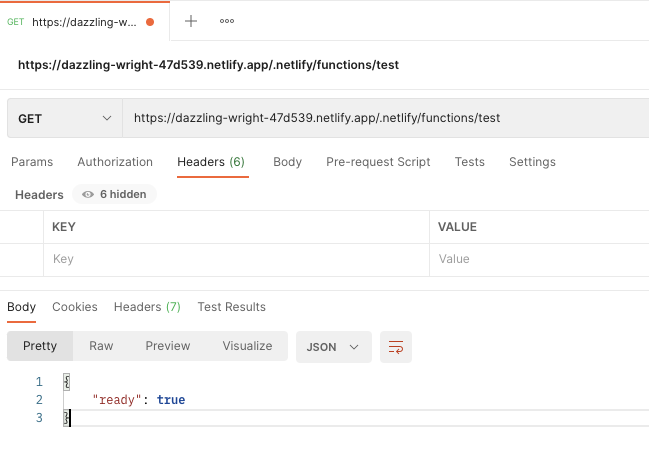 GET https://dazzling-w...
https://dazzling-wright-47d539.netlify.app/.netlify/functions/test
GET https://dazzling-wright-47d539.netlify.app/.netlify/functions/test
Params Authorization Headers (6) Body Pre-request Script Tests Settings
Headers 6 hidden
KEY VALUE
Key Value
Body Cookies Headers (7) Test Results
Pretty Raw Preview Visualize JSON
1 {
2 "ready": true
3 }